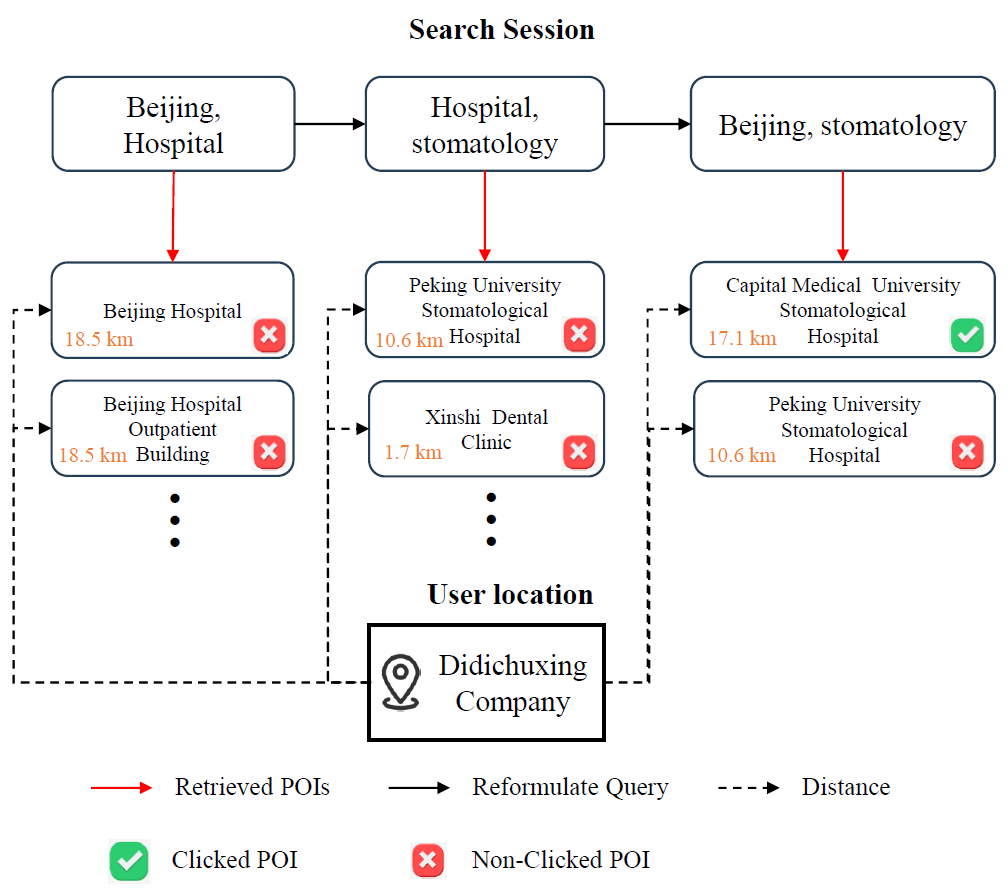 Search Session
Beijing,
Hospital
Hospital,
stomatology
Beijing, stomatology
Beijing Hospital
18.5 km
Peking University
Stomatological
Hospital
10.6 km
Capital Medical University
Stomatological
Hospital
17.1 km
Beijing Hospital
Outpatient
Building
18.5 km
Xinshi Dental
Clinic
1.7 km
Peking University
Stomatological
Hospital
10.6 km
User location
Didichuxing
Company
Retrieved POIs
Reformulate Query
Distance
Clicked POI
Non-Clicked POI